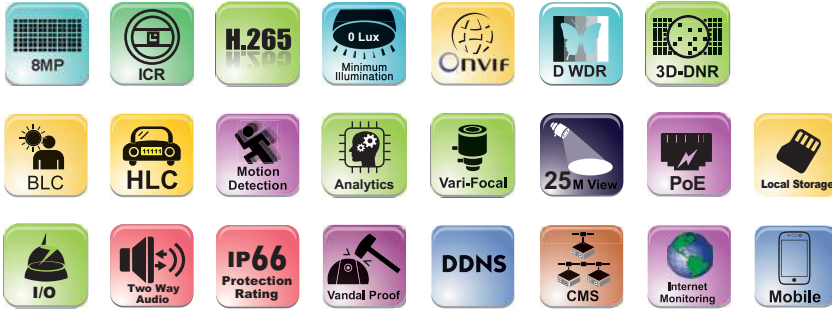 8MP
ICR
H.265
0 Lux
Minimum
Illumination
ONVIF
D WDR
3D-DNR
BLC
HLC
Motion
Detection
Analytics
Vari-Focal
25M View
PoE
Local Storage
I/O
Two Way
Audio
IP66
Protection
Rating
Vandal Proof
DDNS
CMS
Internet
Monitoring
Mobile